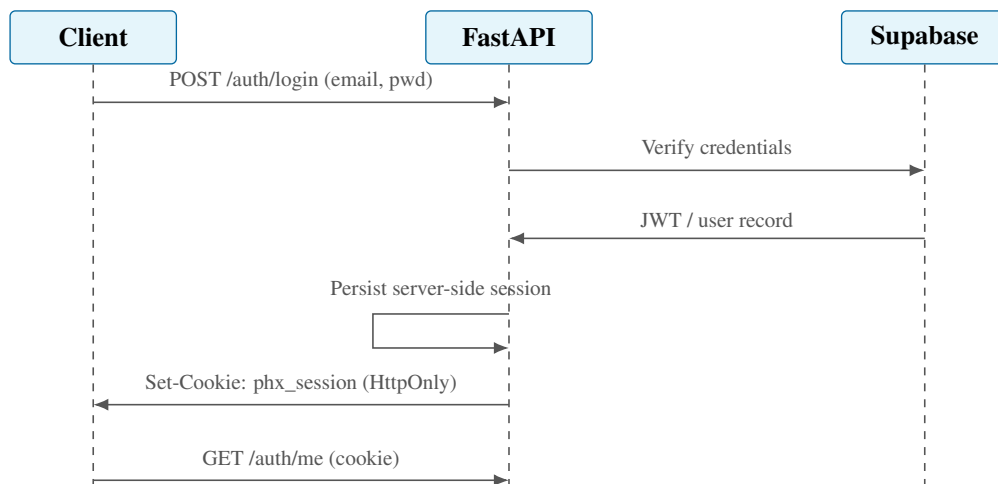 Client
FastAPI
Supabase
POST /auth/login (email, pwd)
Verify credentials
JWT / user record
Persist server-side session
Set-Cookie: phx_session (HttpOnly)
GET /auth/me (cookie)